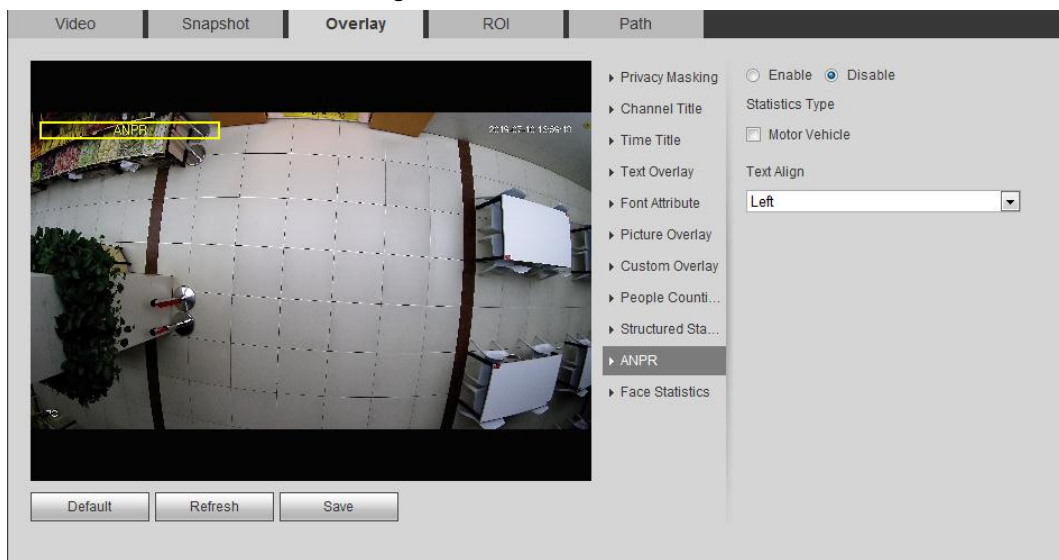 Video Snapshot Overlay ROI Path
ANPR
Privacy Masking
Channel Title
Time Title
Text Overlay
Font Attribute
Picture Overlay
Custom Overlay
People Counti...
Structured Sta...
ANPR
Face Statistics
Enable Disable
Statistics Type
Motor Vehicle
Text Align
Left
Default Refresh Save